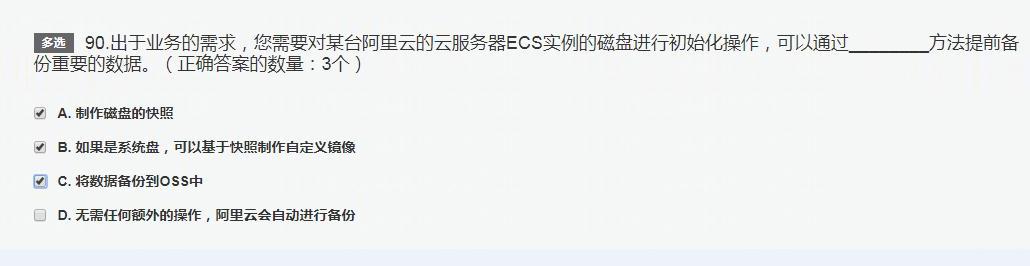 多选 90.出于业务的需求，您需要对某台阿里云的云服务器ECS实例的磁盘进行初始化操作，可以通过________方法提前备
份重要的数据。（正确答案的数量：3个）
A. 制作磁盘的快照
B. 如果是系统盘，可以基于快照制作自定义镜像
C. 将数据备份到OSS中
D. 无需任何额外的操作，阿里云会自动进行备份